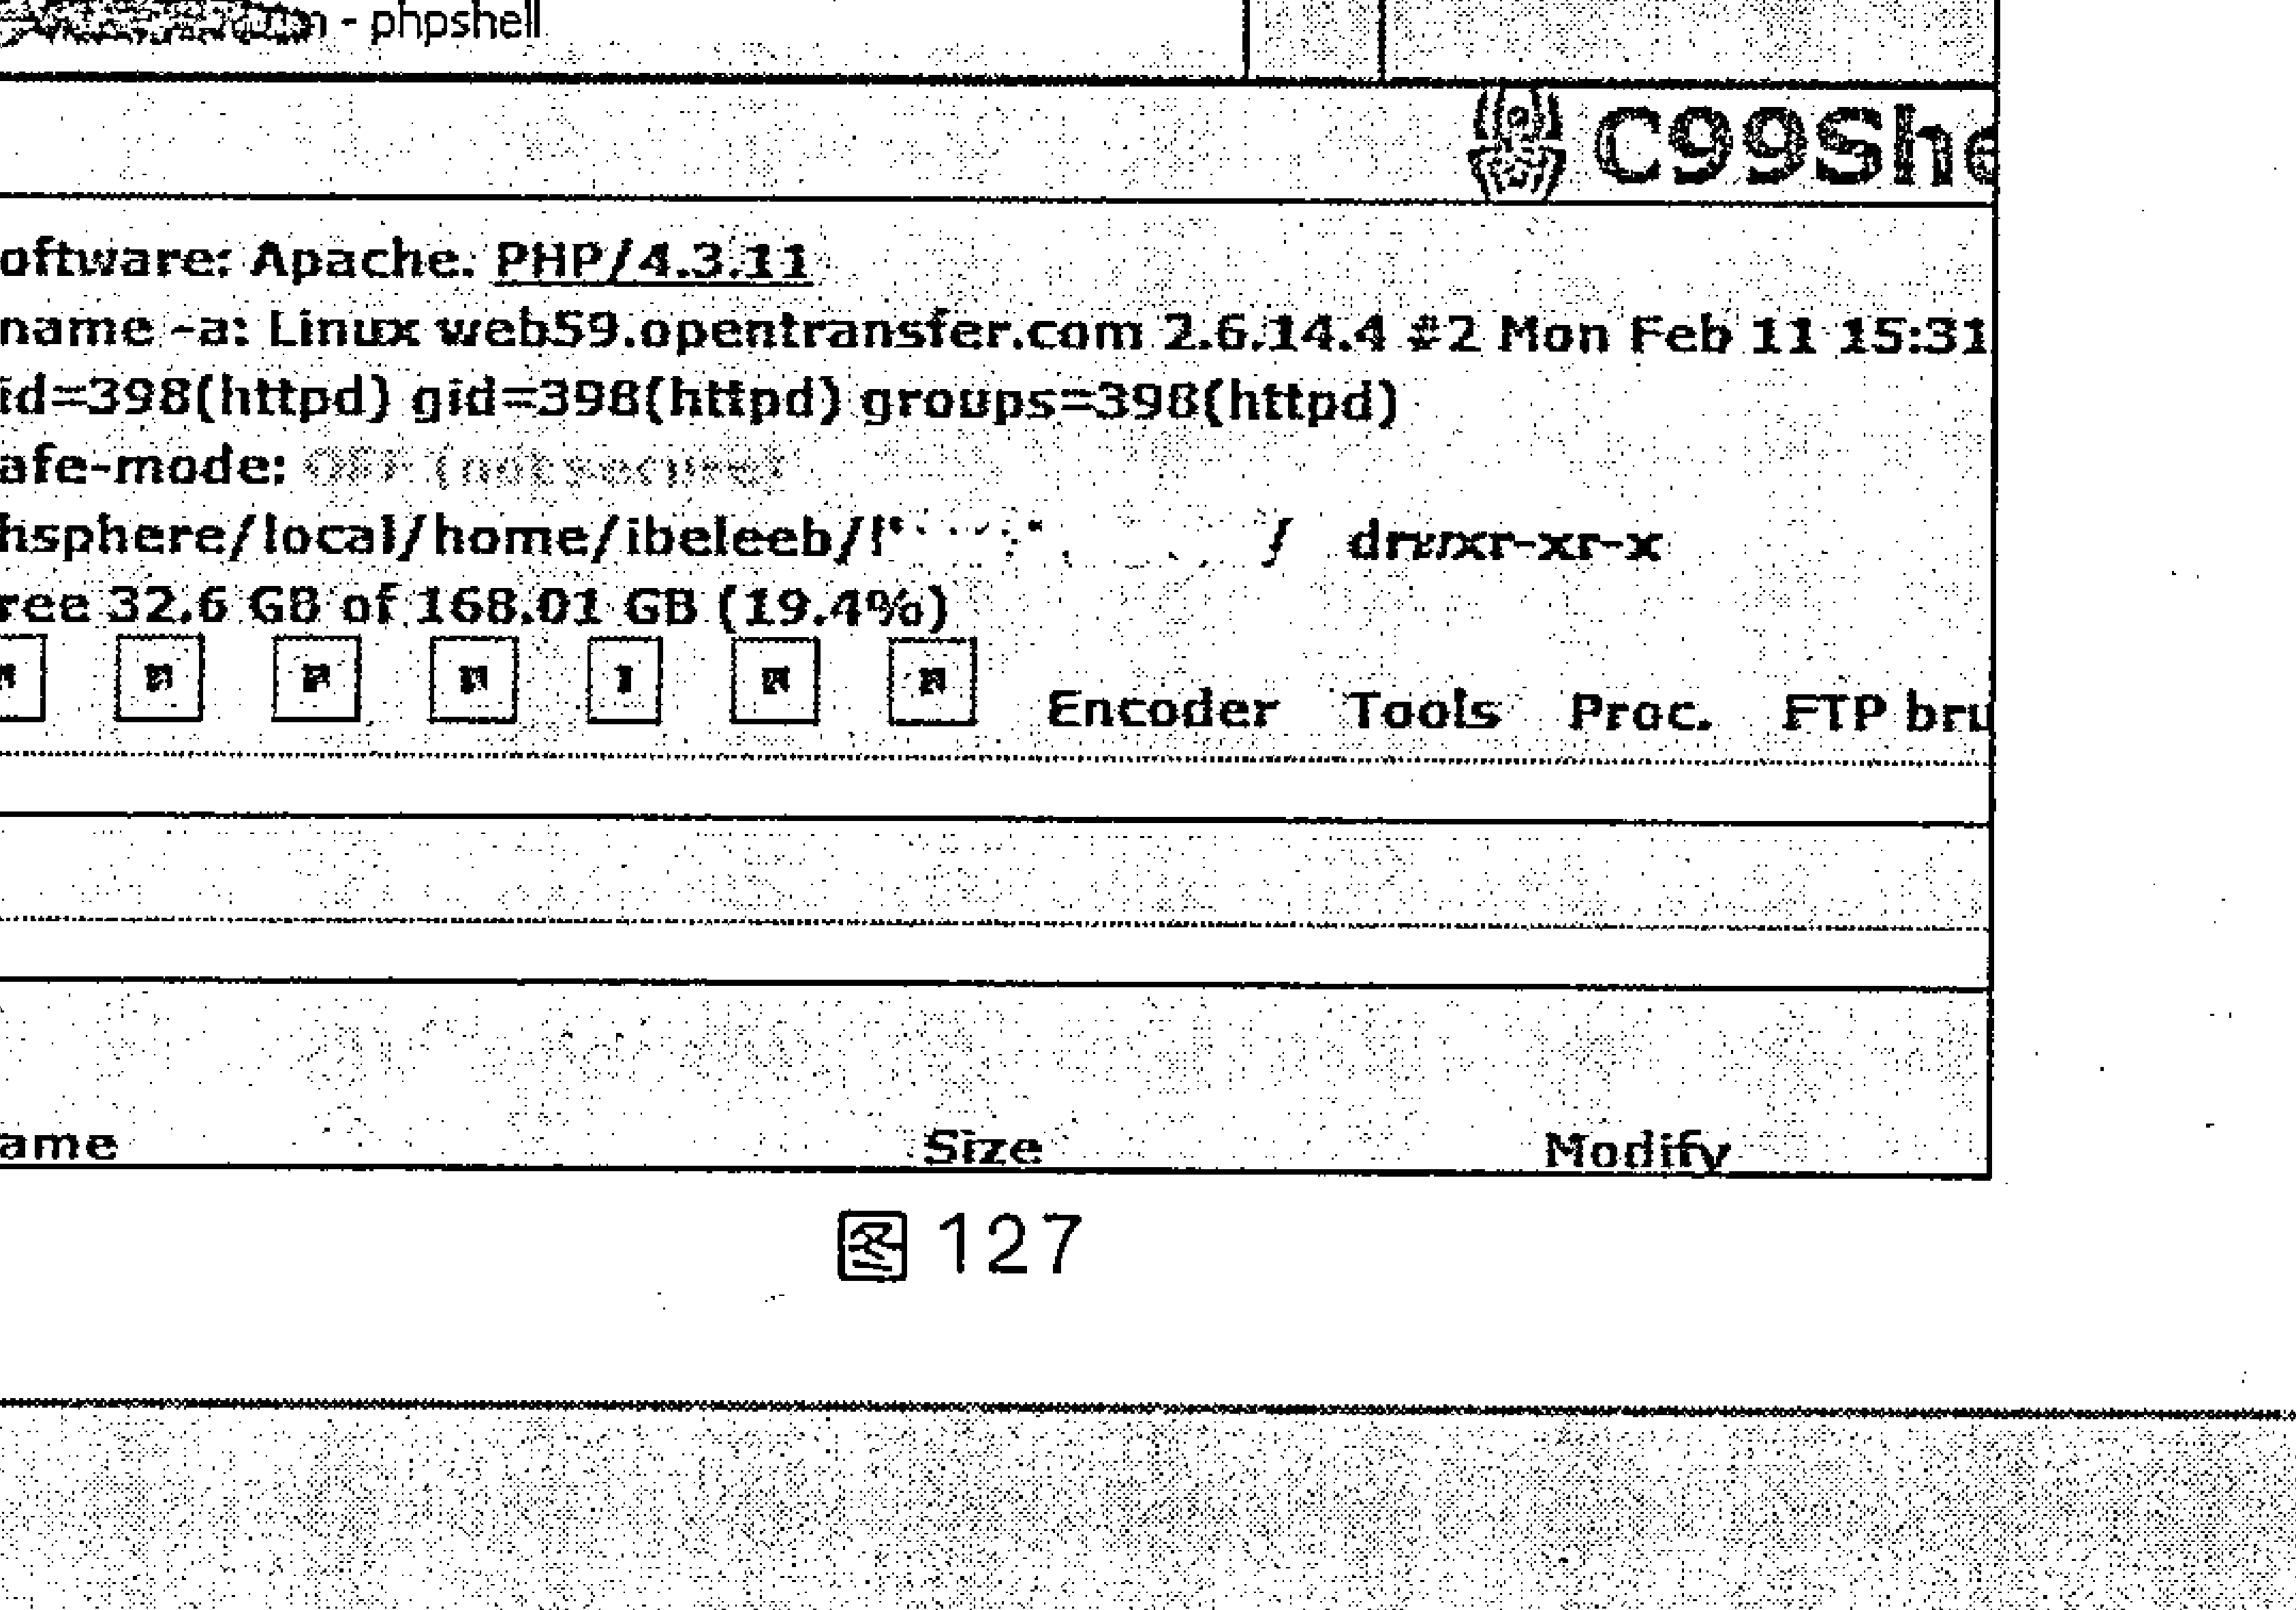 - phpshell
C99She
oftware: Apache. PHP/4.3.11
name -a: Linux web59.opentransfer.com 2.6.14.4 #2 Mon Feb 11 15:31
id=398(httpd) gid=398(httpd) groups=398(httpd)
afe-mode: OFF (not secure)
hsphere/local/home/ibeleeb/ / drwxr-xr-x
ree 32.6 GB of 168.01 GB (19.4%)
Encoder Tools Proc. FTP bru
ame Size Modify
图 127